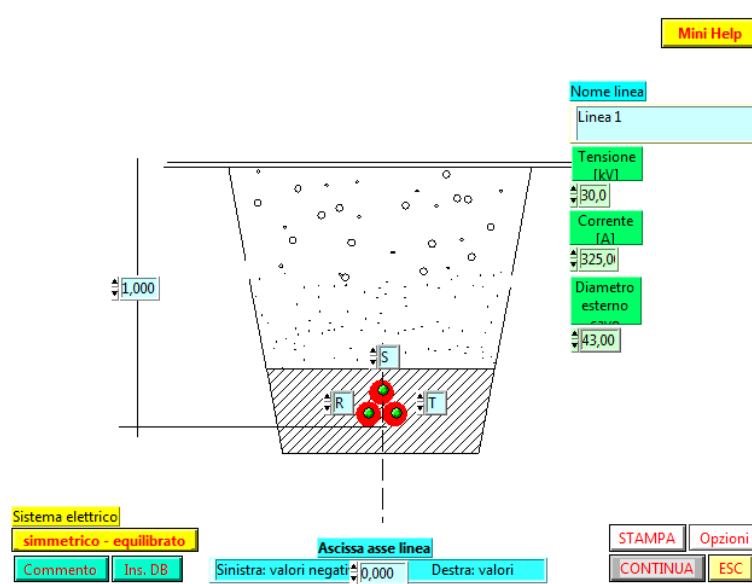 Mini Help
Nome linea
Linea 1
Tensione
[kV]
30,0
Corrente
[A]
325,0
Diametro
esterno
43,00
1,000
S
R
T
Sistema elettrico
simmetrico - equilibrato
Commento
Ins. DB
Ascissa asse linea
Sinistra: valori negati
0,000
Destra: valori
STAMPA
Opzioni
CONTINUA
ESC